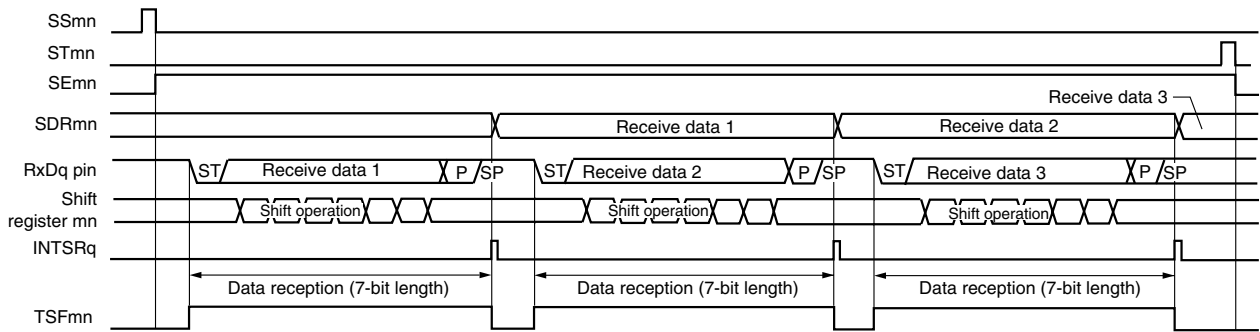 SSmn
STmn
SEmn
Receive data 3
SDRmn Receive data 1 Receive data 2
RxDq pin ST Receive data 1 P SP ST Receive data 2 P SP ST Receive data 3 P SP
Shift
register mn Shift operation Shift operation Shift operation
INTSRq
Data reception (7-bit length) Data reception (7-bit length) Data reception (7-bit length)
TSFmn